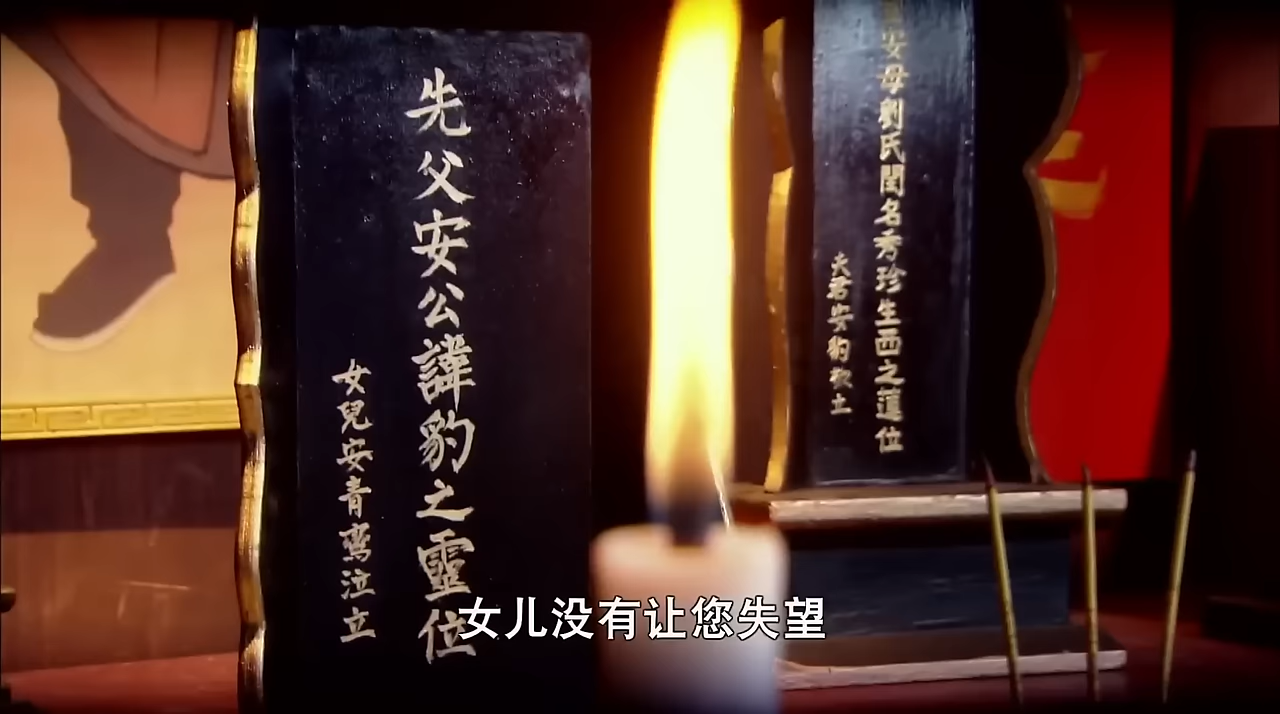 先父安公諱豹之靈位
女兒安青鸞泣立
安母劉氏閨名秀珍生西之蓮位
夫君安豹敬立
女儿没有让您失望